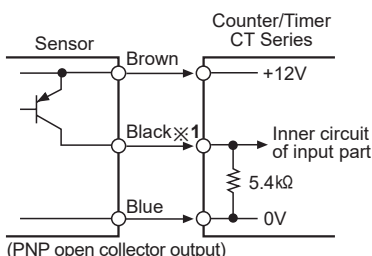 Counter/Timer
CT Series
Sensor
Brown
+12V
Black※1
Inner circuit
of input part
5.4kΩ
Blue
0V
(PNP open collector output)